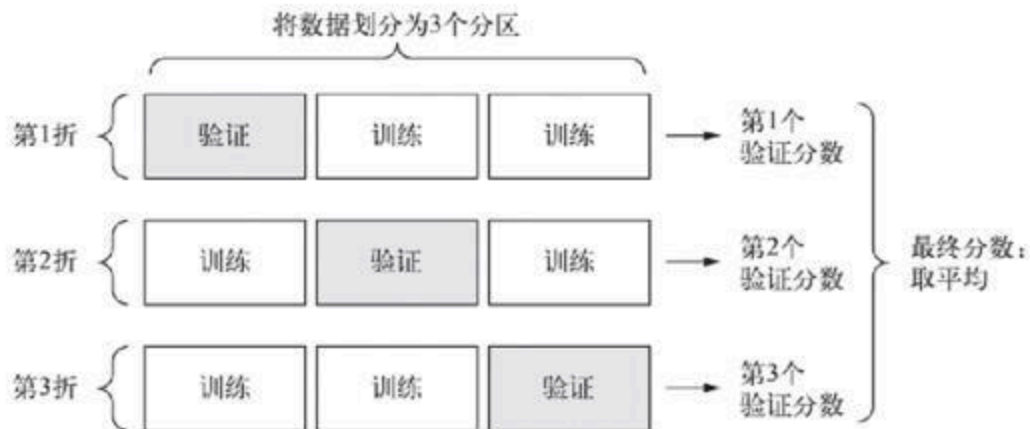 将数据划分为3个分区
第1折
验证
训练
训练
第1个
验证分数
第2折
训练
验证
训练
第2个
验证分数
最终分数：
取平均
第3折
训练
训练
验证
第3个
验证分数